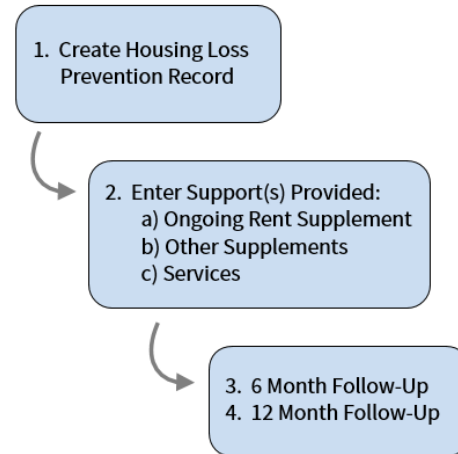 1. Create Housing Loss
Prevention Record
2. Enter Support(s) Provided:
a) Ongoing Rent Supplement
b) Other Supplements
c) Services
3. 6 Month Follow-Up
4. 12 Month Follow-Up